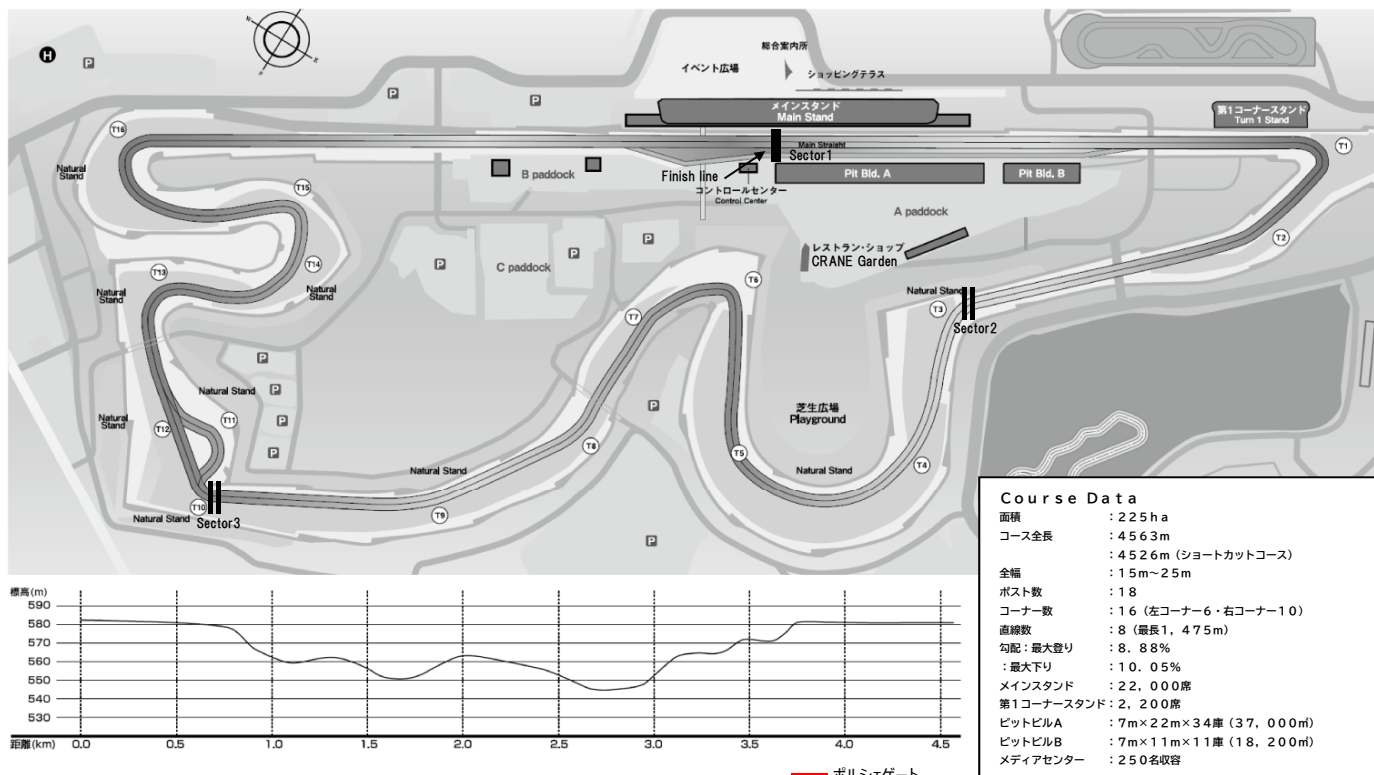 N
E
S
H
P
P
P
総合案内所
イベント広場
ショッピングテラス
メインスタンド
Main Stand
第1コーナースタンド
Turn 1 Stand
T16
T1
Main Straight
Sector1
Natural
Stand
Finish line
B paddock
コントロールセンター
Control Center
Pit Bld. A
Pit Bld. B
T15
A paddock
T2
P
レストラン・ショップ
CRANE Garden
T14
T13
P
C paddock
P
T6
Natural
Stand
Natural
Stand
Natural Stand
T3
Sector2
T7
P
P
P
P
Natural Stand
P
Natural
Stand
T11
T12
芝生広場
Playground
T8
T5
T4
Natural Stand
Natural Stand
T10
Natural Stand
Sector3
T9
P
Course Data
面積 :225ha
コース全長 :4563m
:4526m(ショートカットコース)
全幅 :15m~25m
ポスト数 :18
コーナー数 :16(左コーナー6・右コーナー10)
直線数 :8(最長1,475m)
勾配:最大登り :8.88%
:最大下り :10.05%
メインスタンド :22,000席
第1コーナースタンド:2,200席
ピットビルA :7m×22m×34庫(37,000㎡)
ピットビルB :7m×11m×11庫(18,200㎡)
メディアセンター :250名収容
標高(m)
590
580
570
560
550
540
530
距離(km) 0.0 0.5 1.0 1.5 2.0 2.5 3.0 3.5 4.0 4.5